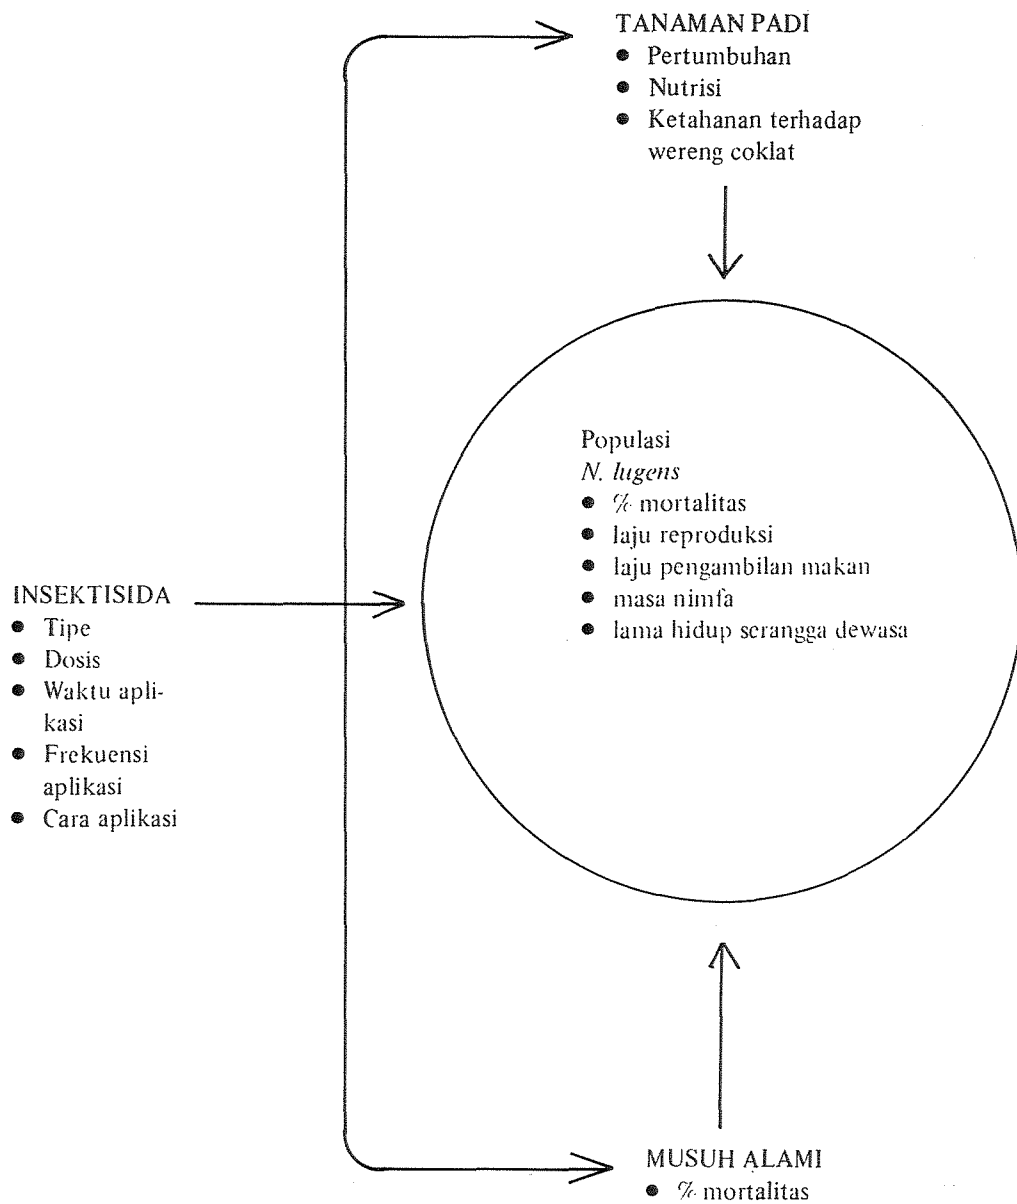 TANAMAN PADI
● Pertumbuhan
● Nutrisi
● Ketahanan terhadap
wereng coklat
Populasi
N. lugens
● % mortalitas
● laju reproduksi
● laju pengambilan makan
● masa nimfa
● lama hidup serangga dewasa
INSEKTISIDA
● Tipe
● Dosis
● Waktu apli-
kasi
● Frekuensi
aplikasi
● Cara aplikasi
MUSUH ALAMI
● % mortalitas